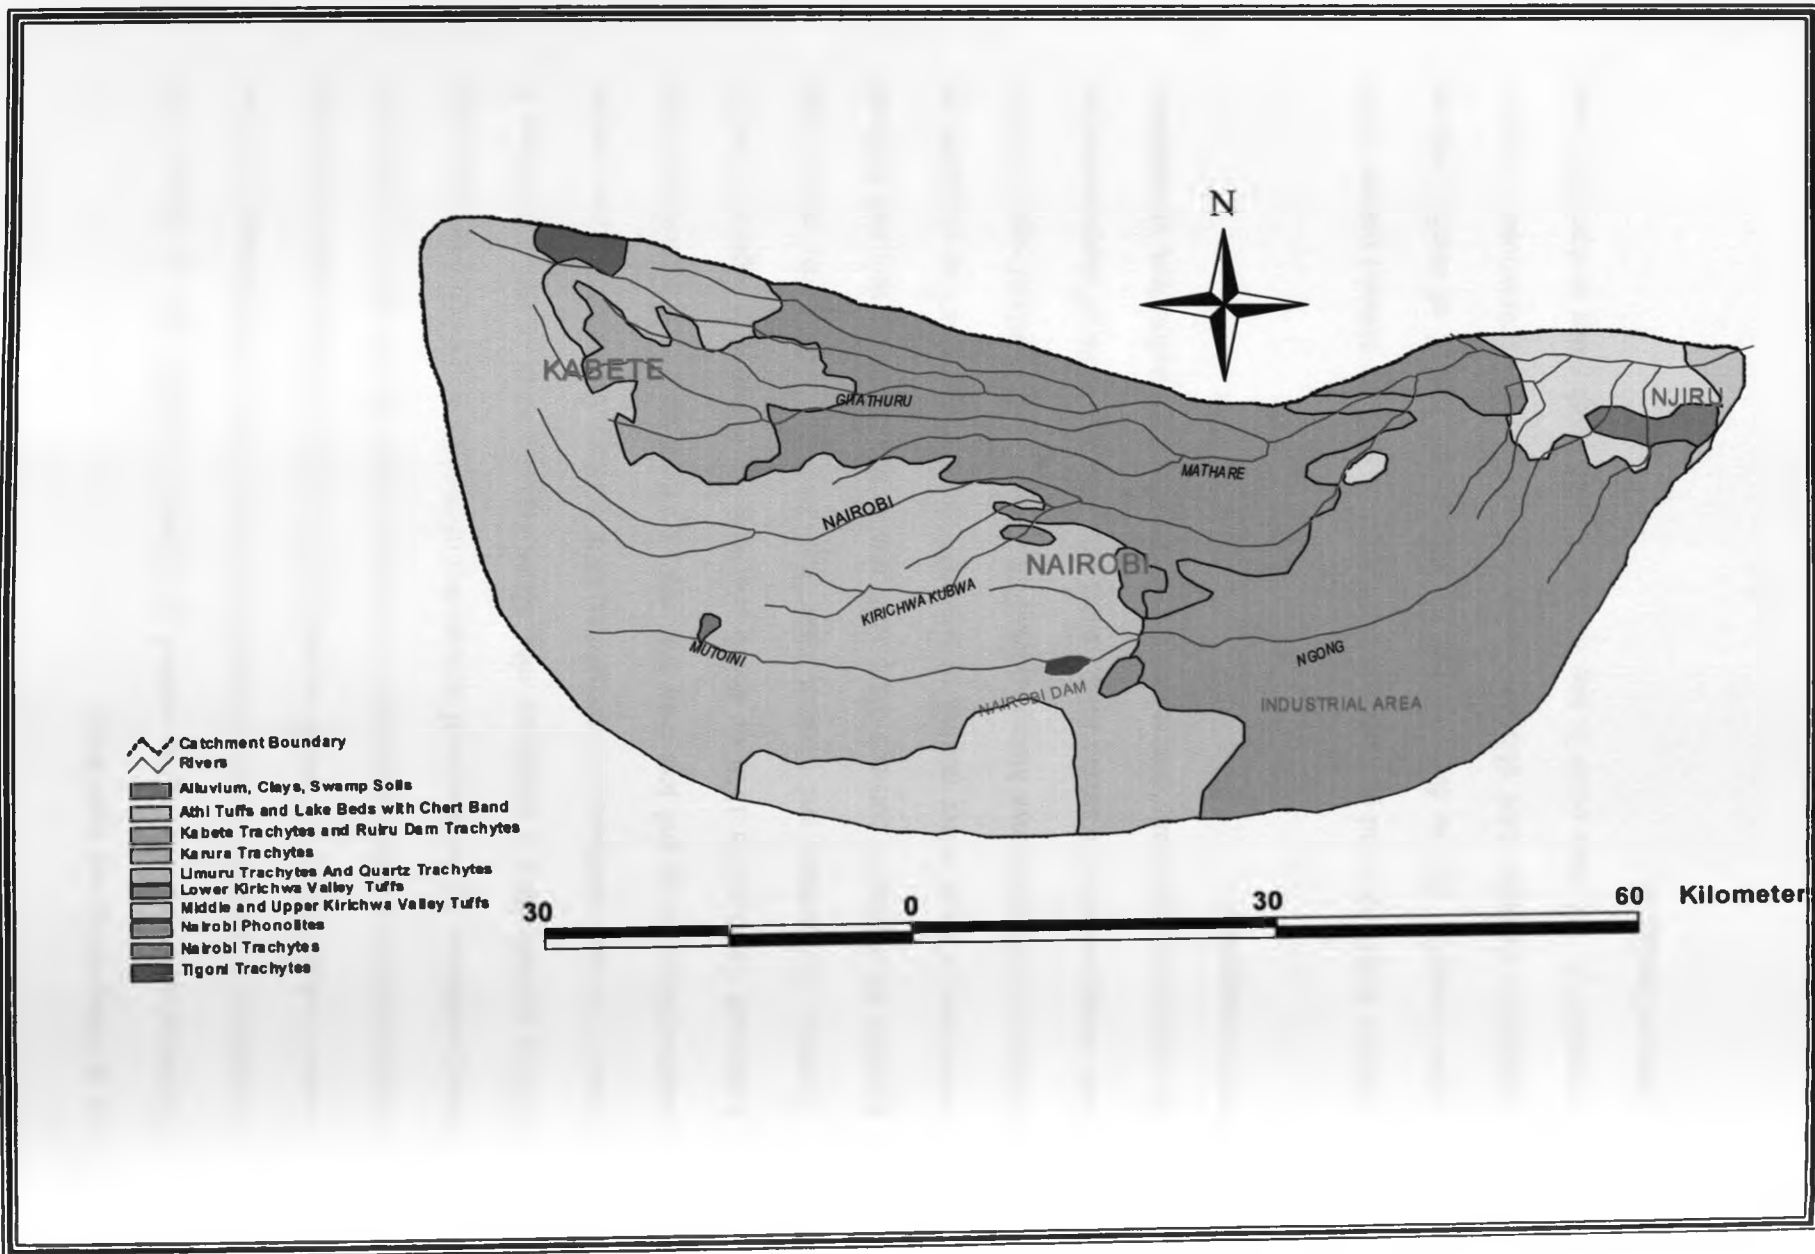 N
KABETE
NJIRU
GITATHURU
MATHARE
NAIROBI
NAIROBI
KIRICHWA KUBWA
MUTOINI
NGONG
NAIROBI DAM
INDUSTRIAL AREA
Catchment Boundary
Rivers
Alluvium, Clays, Swamp Soils
Athi Tuffs and Lake Beds with Chert Band
Kabete Trachytes and Ruiru Dam Trachytes
Karura Trachytes
Limuru Trachytes And Quartz Trachytes
Lower Kirichwa Valley Tuffs
Middle and Upper Kirichwa Valley Tuffs
Nairobi Phonolites
Nairobi Trachytes
Tigoni Trachytes
30 0 30 60 Kilometer